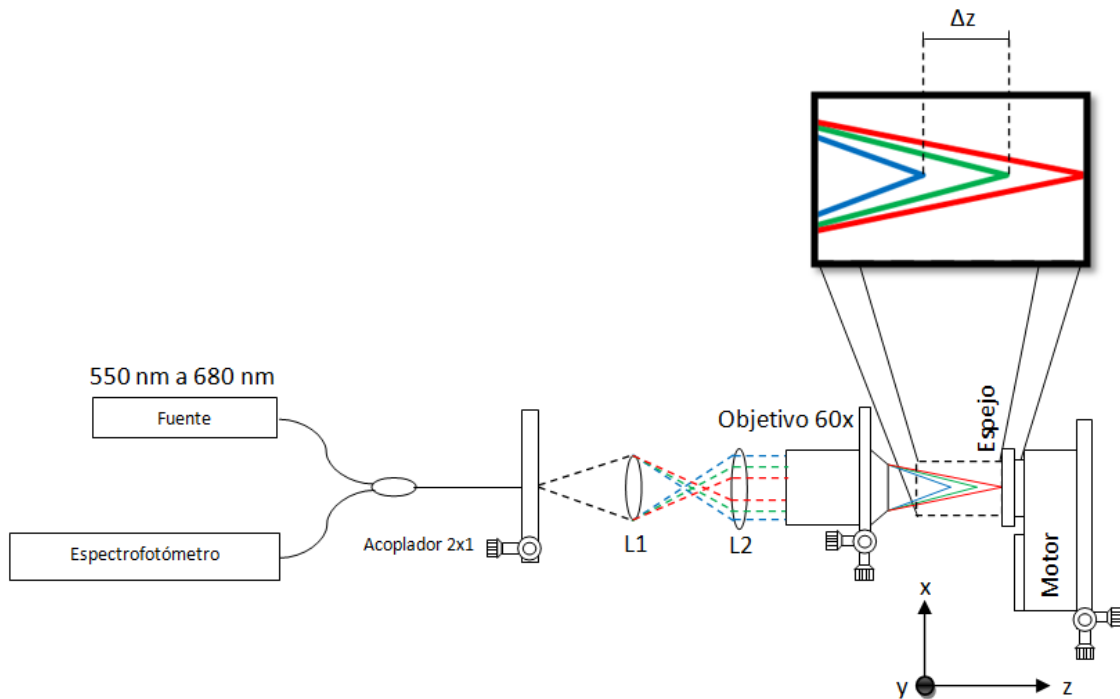 Δz
550 nm a 680 nm
Fuente
Espectrofotómetro
Acoplador 2x1
L1
L2
Objetivo 60x
Espejo
Motor
x
y
z